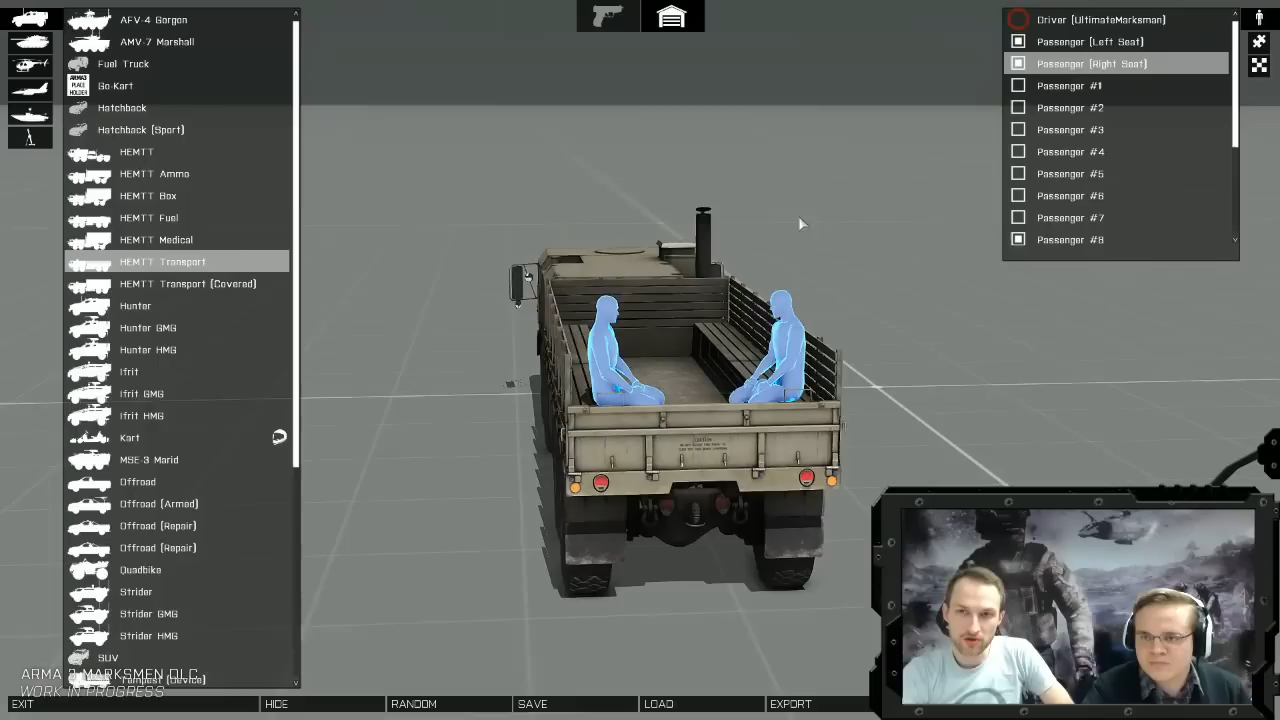 AFV-4 Gorgon
AMV-7 Marshall
Fuel Truck
ARMA3
PLACE
HOLDER
Go-Kart
Hatchback
Hatchback (Sport)
HEMTT
HEMTT Ammo
HEMTT Box
HEMTT Fuel
HEMTT Medical
HEMTT Transport
HEMTT Transport (Covered)
Hunter
Hunter GMG
Hunter HMG
Ifrit
Ifrit GMG
Ifrit HMG
Kart
MSE-3 Marid
Offroad
Offroad (Armed)
Offroad (Repair)
Offroad (Repair)
Quadbike
Strider
Strider GMG
Strider HMG
SUV
Tempest (Device)
ARMA 3 MARKSMEN DLC
WORK IN PROGRESS
EXIT
HIDE
RANDOM
SAVE
LOAD
EXPORT
Driver (UltimateMarksman)
Passenger (Left Seat)
Passenger (Right Seat)
Passenger #1
Passenger #2
Passenger #3
Passenger #4
Passenger #5
Passenger #6
Passenger #7
Passenger #8